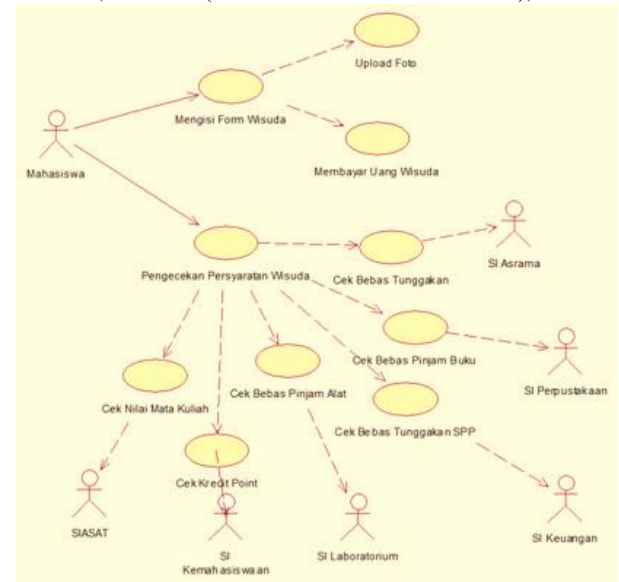 Upload Foto
Mengisi Form Wisuda
Membayar Uang Wisuda
Mahasiswa
SI Asrama
Pengecekan Persyaratan Wisuda
Cek Bebas Tunggakan
Cek Bebas Pinjam Buku
SI Perpustakaan
Cek Bebas Pinjam Alat
Cek Nilai Mata Kuliah
Cek Bebas Tunggakan SPP
Cek Kredit Point
SIASAT
SI
Kemahasiswaan
SI Laboratorium
SI Keuangan